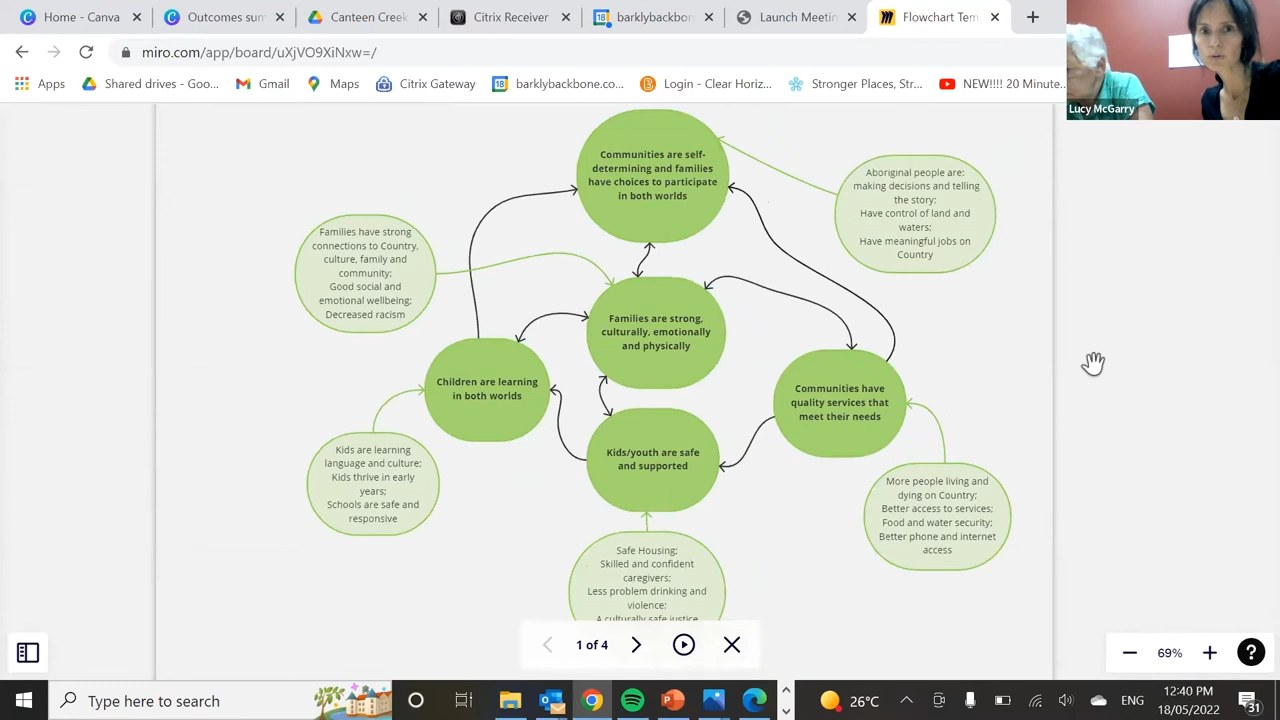 Home - Canva
Outcomes sum
Canteen Creek
Citrix Receiver
barklybackbon
Launch Meetin
Flowchart Tem
miro.com/app/board/uXjVO9XiNxw=/
Apps
Shared drives - Goo...
Gmail
Maps
Citrix Gateway
barklybackbone.co...
Login - Clear Horiz...
Stronger Places, Str...
NEW!!!! 20 Minute...
Lucy McGarry
Communities are self-
determining and families
have choices to participate
in both worlds
Aboriginal people are:
making decisions and telling
the story;
Have control of land and
waters;
Have meaningful jobs on
Country
Families have strong
connections to Country,
culture, family and
community;
Good social and
emotional wellbeing;
Decreased racism
Families are strong,
culturally, emotionally
and physically
Children are learning
in both worlds
Communities have
quality services that
meet their needs
Kids/youth are safe
and supported
Kids are learning
language and culture;
Kids thrive in early
years;
Schools are safe and
responsive
More people living and
dying on Country;
Better access to services;
Food and water security;
Better phone and internet
access
Safe Housing;
Skilled and confident
caregivers;
Less problem drinking and
violence;
A culturally safe justice
1 of 4
69%
Type here to search
26°C
ENG
12:40 PM
18/05/2022
31